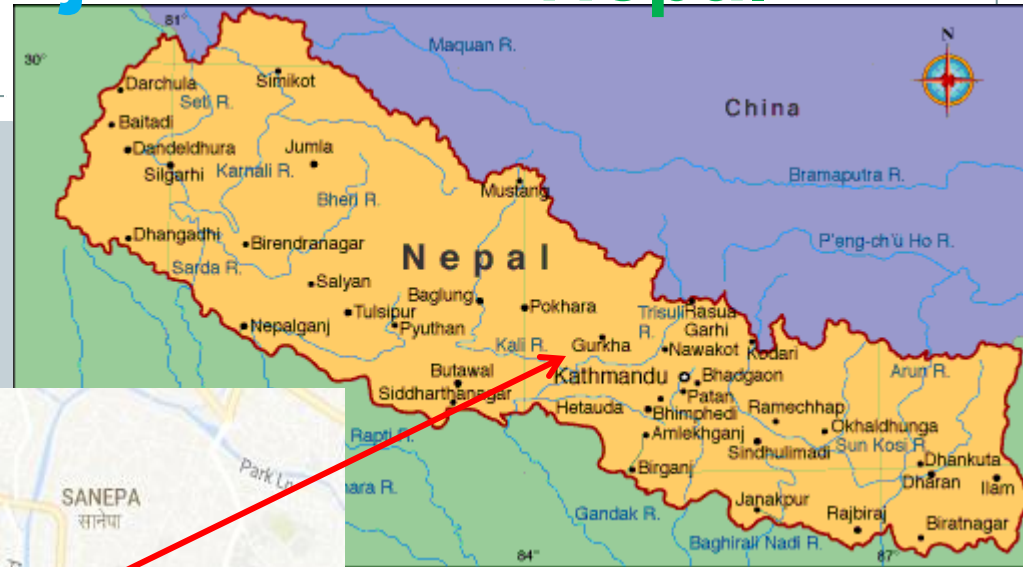 81°
N
30°
Maquan R.
Darchula
Simikot
Seti R.
China
Baitadi
Dandeldhura
Jumla
Silgarhi
Karnali R.
Bramaputra R.
Bheri R.
Mustang
Dhangadhi
Birendranagar
P'eng-ch'ü Ho R.
Nepal
Sarda R.
Salyan
Baglung
Pokhara
Trisuli
R.
Rasua
Garhi
Tulsipur
Nepalganj
Pyuthan
Kali R.
Gurkha
Nawakot
Kodari
Butawal
Kathmandu
Bhadgaon
Arun R.
Siddharthanagar
Patan
Hetauda
Bhimphedi
Ramechhap
Rapti R.
Amlekhganj
Okhaldhunga
Sindhulimadi
Sun Kosi R.
Birganj
Dhankuta
Park Ln
Dharan
Ilam
SANEPA
सानेपा
ara R.
Janakpur
Gandak R.
Rajbiraj
Biratnagar
Baghirali Nadi R.
84°
87°